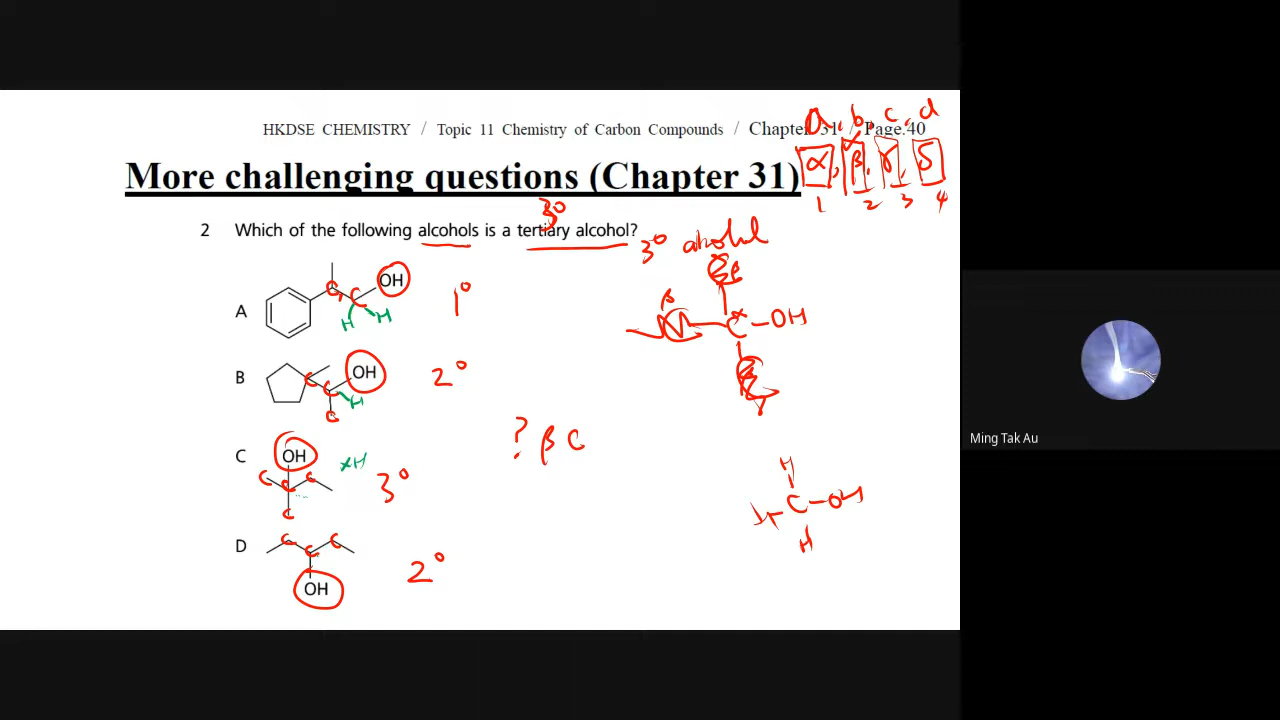 a, b, c, d
HKDSE CHEMISTRY / Topic 11 Chemistry of Carbon Compounds / Chapter 31 / Page.40
More challenging questions (Chapter 31)
α, β, γ, δ
1 2 3 4
3°
2 Which of the following alcohols is a tertiary alcohol?
3° alcohol
A
OH
C
C
H
H
1°
β
C
α
OH
B
OH
C
C
H
2°
? β C
C
OH
C
C
C
C
×H
3°
H
C
OH
H
D
C
C
C
OH
2°
Ming Tak Au